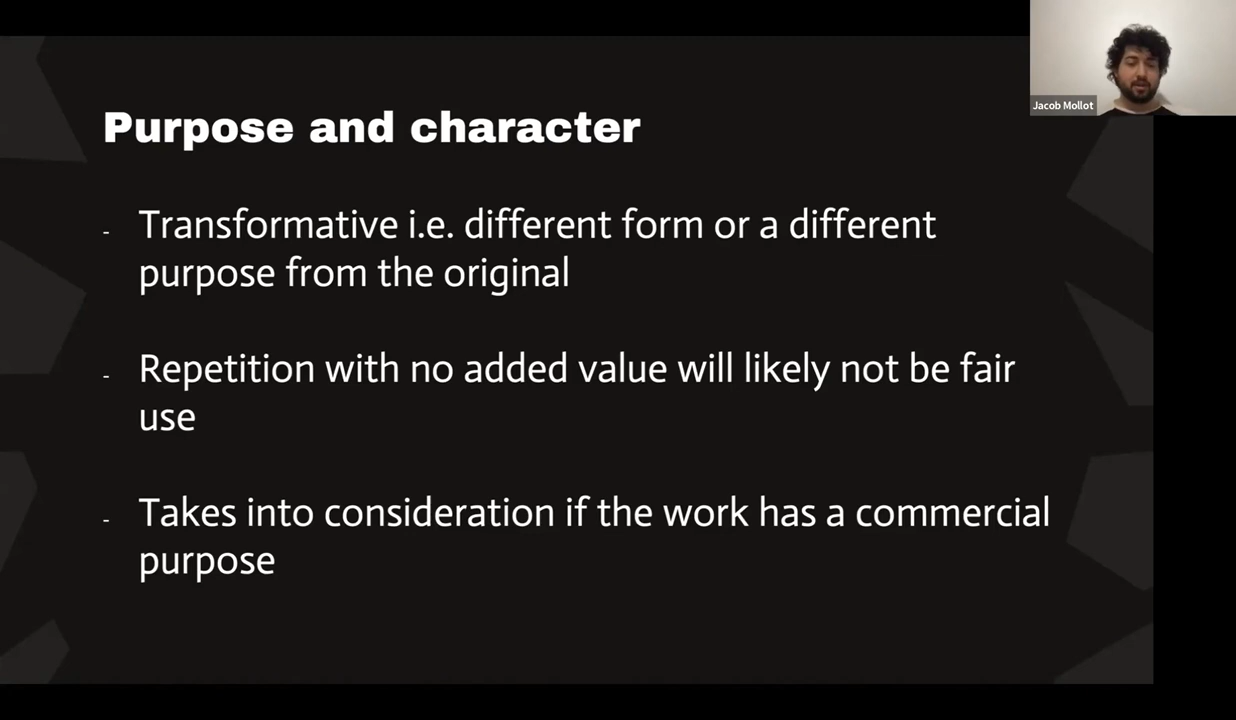 Jacob Mollot
Purpose and character
- Transformative i.e. different form or a different
purpose from the original
- Repetition with no added value will likely not be fair
use
- Takes into consideration if the work has a commercial
purpose